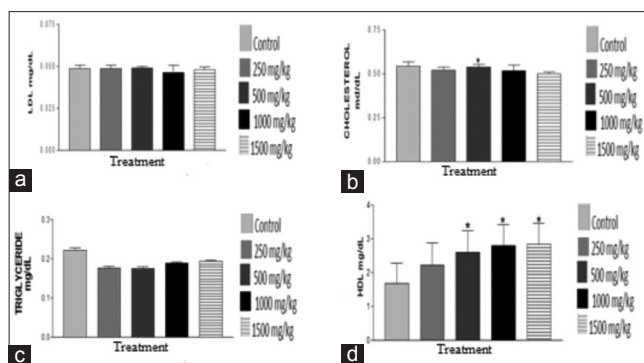 0.075
0.050
0.025
0.000
LDL mg/dL
Treatment
Control
250 mg/kg
500 mg/kg
1000 mg/kg
1500 mg/kg
a
0.75
0.50
0.25
0.00
CHOLESTEROL
md/dL
*
Treatment
Control
250 mg/kg
500 mg/kg
1000 mg/kg
1500 mg/kg
b
0.3
0.2
0.1
0.0
TRIGLYCERIDE
mg/dL
Treatment
Control
250 mg/kg
500 mg/kg
1000 mg/kg
1500 mg/kg
c
4
3
2
1
0
HDL mg/dL
* * *
Treatment
Control
250 mg/kg
500 mg/kg
1000 mg/kg
1500 mg/kg
d